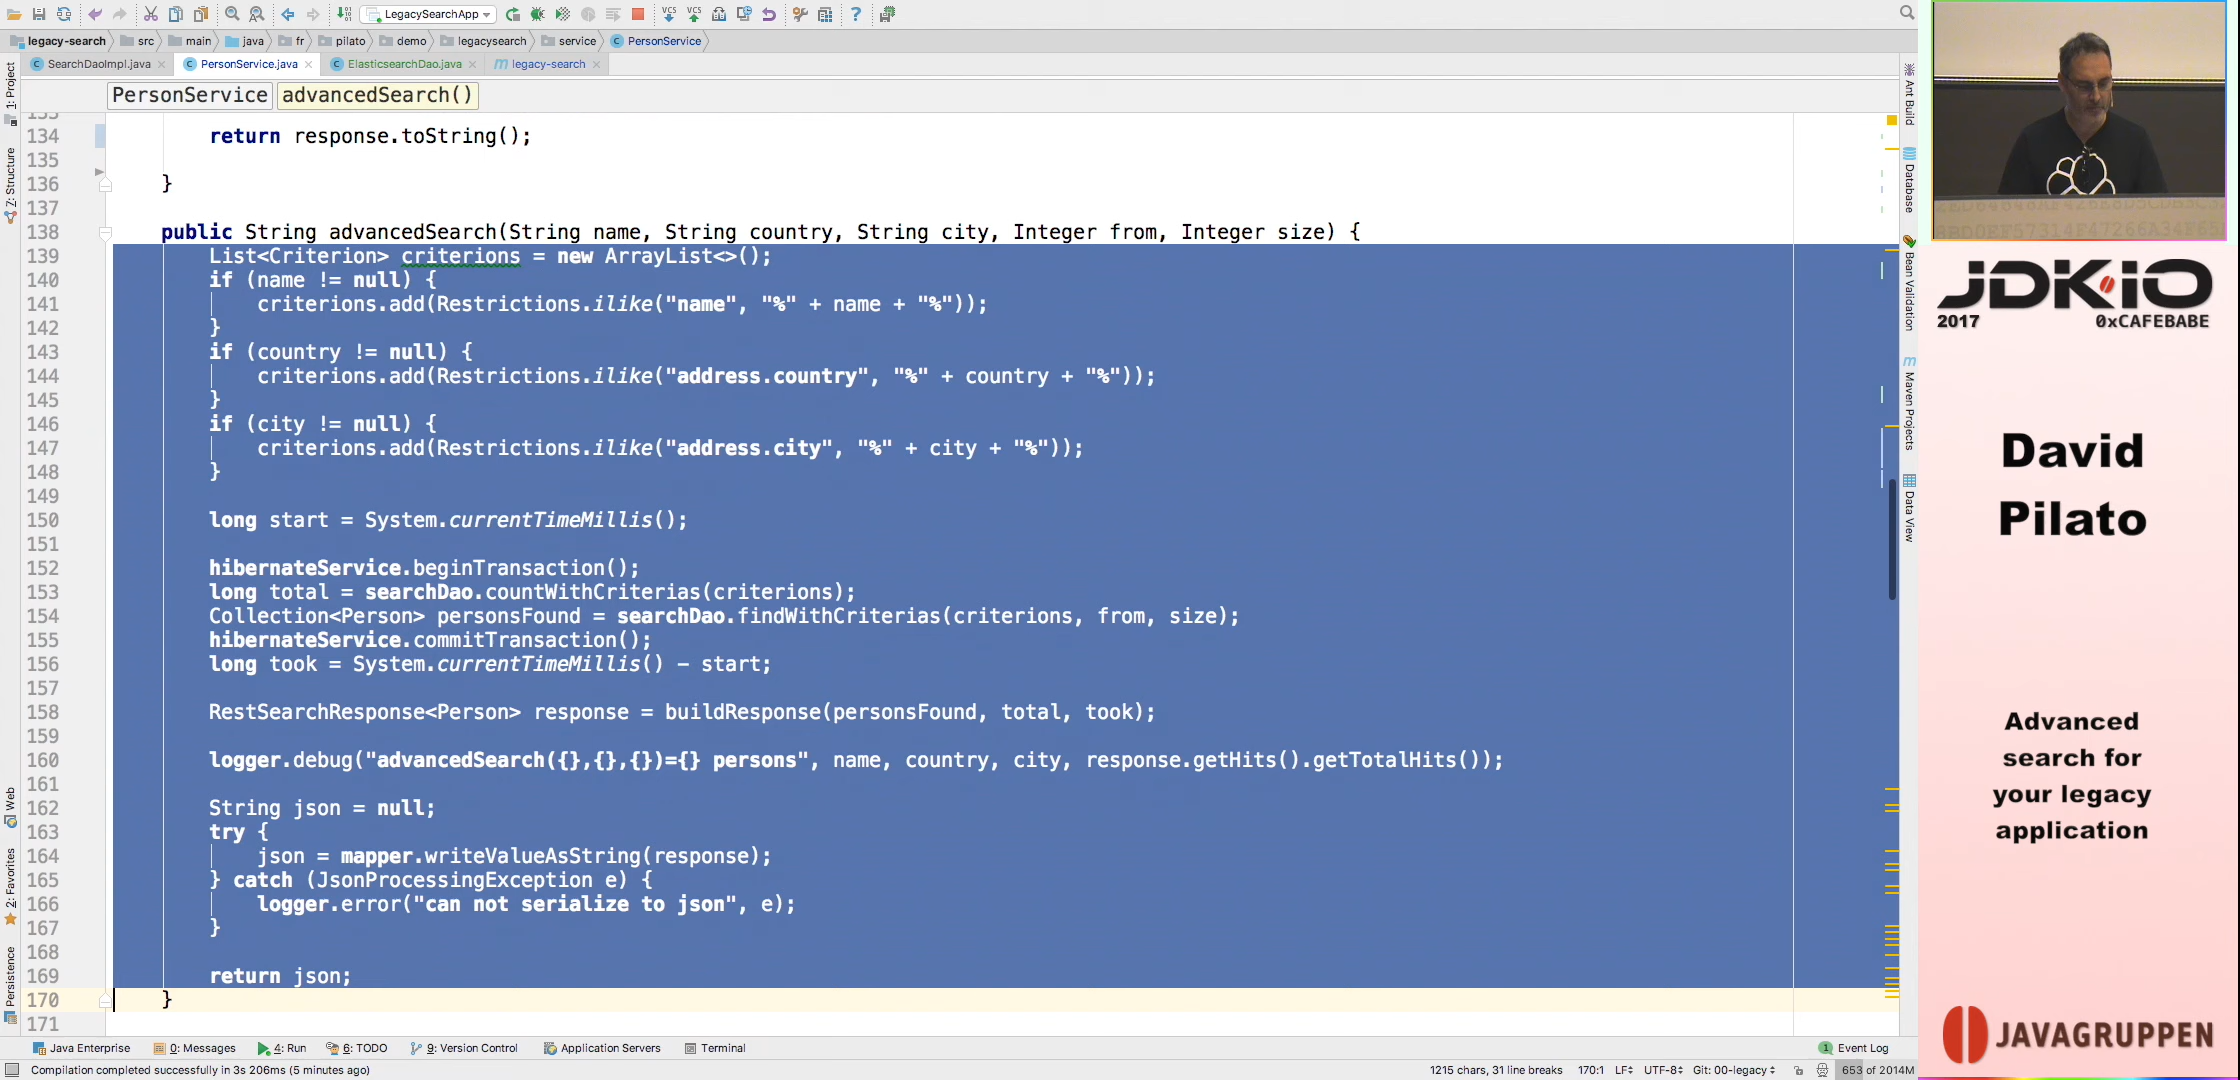 LegacySearchApp
VCS VCS
legacy-search src main java fr pilato demo legacysearch service PersonService
SearchDaoImpl.java PersonService.java ElasticsearchDao.java legacy-search
PersonService advancedSearch()
134 return response.toString();
135
136 }
137
138 public String advancedSearch(String name, String country, String city, Integer from, Integer size) {
139 List<Criterion> criterions = new ArrayList<>();
140 if (name != null) {
141 criterions.add(Restrictions.ilike("name", "%" + name + "%"));
142 }
143 if (country != null) {
144 criterions.add(Restrictions.ilike("address.country", "%" + country + "%"));
145 }
146 if (city != null) {
147 criterions.add(Restrictions.ilike("address.city", "%" + city + "%"));
148 }
149
150 long start = System.currentTimeMillis();
151
152 hibernateService.beginTransaction();
153 long total = searchDao.countWithCriterias(criterions);
154 Collection<Person> personsFound = searchDao.findWithCriterias(criterions, from, size);
155 hibernateService.commitTransaction();
156 long took = System.currentTimeMillis() - start;
157
158 RestSearchResponse<Person> response = buildResponse(personsFound, total, took);
159
160 logger.debug("advancedSearch({},{},{})={} persons", name, country, city, response.getHits().getTotalHits());
161
162 String json = null;
163 try {
164 json = mapper.writeValueAsString(response);
165 } catch (JsonProcessingException e) {
166 logger.error("can not serialize to json", e);
167 }
168
169 return json;
170 }
171
1: Project
Z: Structure
Web
2: Favorites
Persistence
Ant Build
Database
Bean Validation
Maven Projects
Data View
Java Enterprise 0: Messages 4: Run 6: TODO 9: Version Control Application Servers Terminal 1 Event Log
Compilation completed successfully in 3s 206ms (5 minutes ago) 1215 chars, 31 line breaks 170:1 LF UTF-8 Git: 00-legacy 653 of 2014M
JDK.IO
2017 0xCAFEBABE
David
Pilato
Advanced
search for
your legacy
application
JAVAGRUPPEN